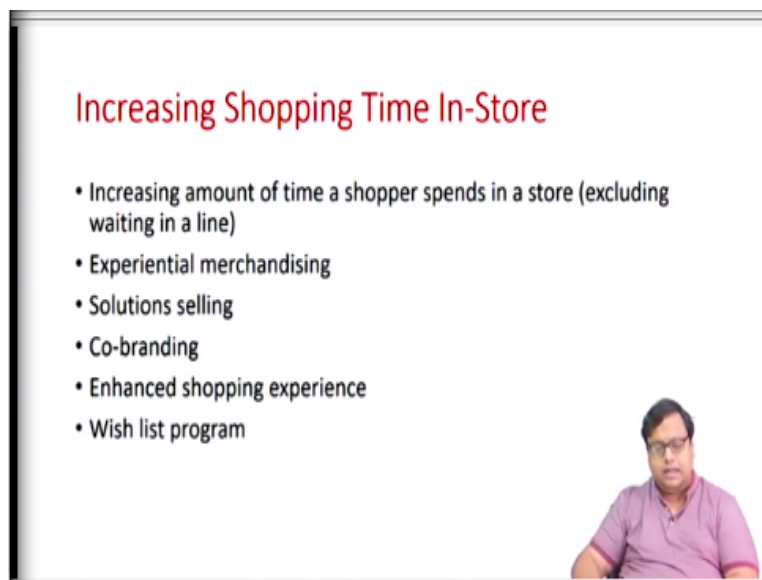 Increasing Shopping Time In-Store
• Increasing amount of time a shopper spends in a store (excluding
waiting in a line)
• Experiential merchandising
• Solutions selling
• Co-branding
• Enhanced shopping experience
• Wish list program